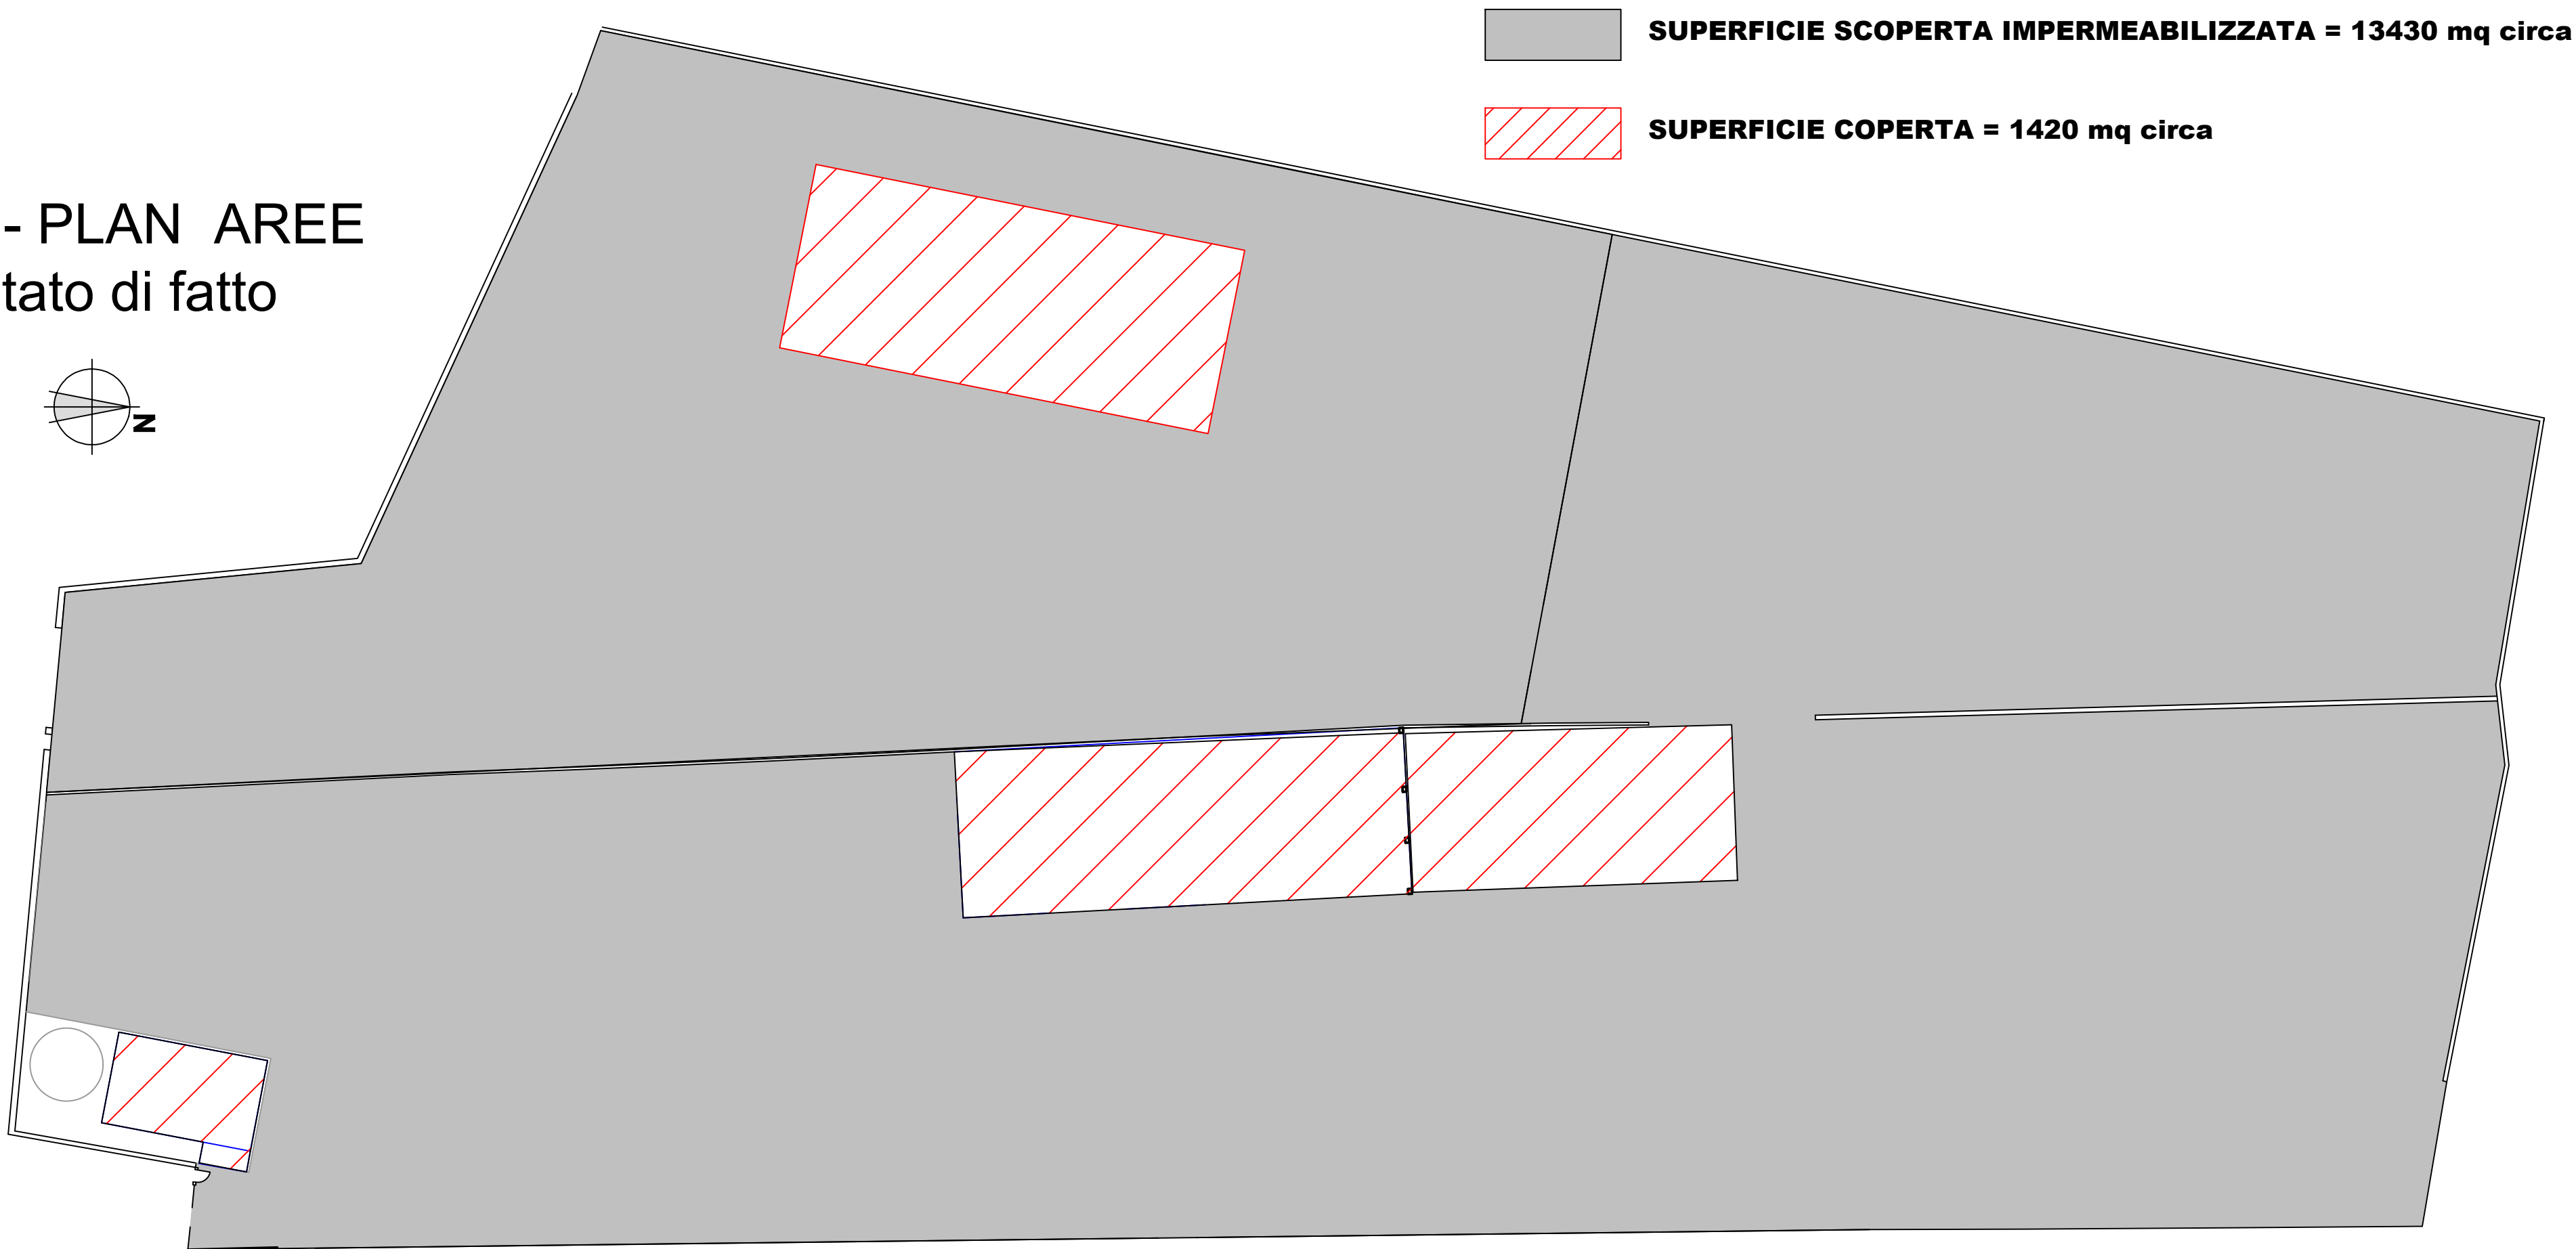 SUPERFICIE SCOPERTA IMPERMEABILIZZATA = 13430 mq circa
SUPERFICIE COPERTA = 1420 mq circa
- PLAN AREE
tato di fatto
N